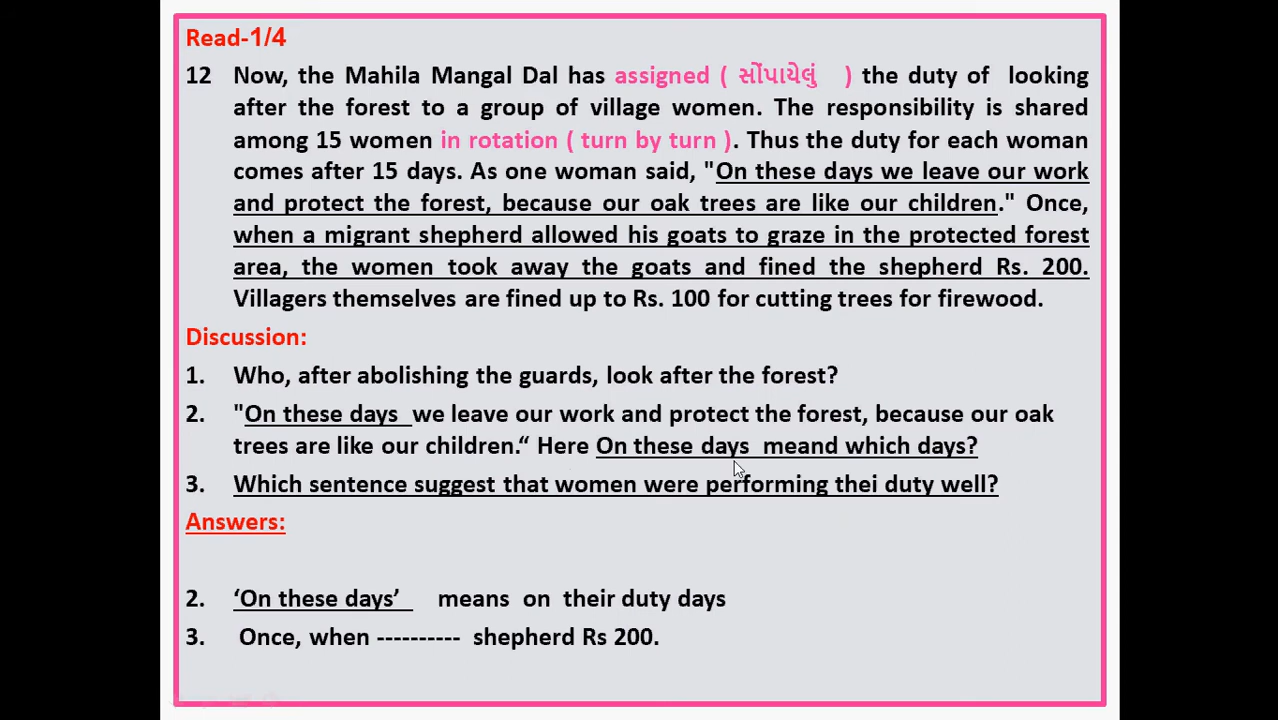 Read-1/4
12 Now, the Mahila Mangal Dal has assigned ( સોંપાયેલું ) the duty of looking
after the forest to a group of village women. The responsibility is shared
among 15 women in rotation ( turn by turn ). Thus the duty for each woman
comes after 15 days. As one woman said, "On these days we leave our work
and protect the forest, because our oak trees are like our children." Once,
when a migrant shepherd allowed his goats to graze in the protected forest
area, the women took away the goats and fined the shepherd Rs. 200.
Villagers themselves are fined up to Rs. 100 for cutting trees for firewood.
Discussion:
1. Who, after abolishing the guards, look after the forest?
2. "On these days we leave our work and protect the forest, because our oak
trees are like our children.“ Here On these days meand which days?
3. Which sentence suggest that women were performing thei duty well?
Answers:
2. ‘On these days’ means on their duty days
3. Once, when ---------- shepherd Rs 200.